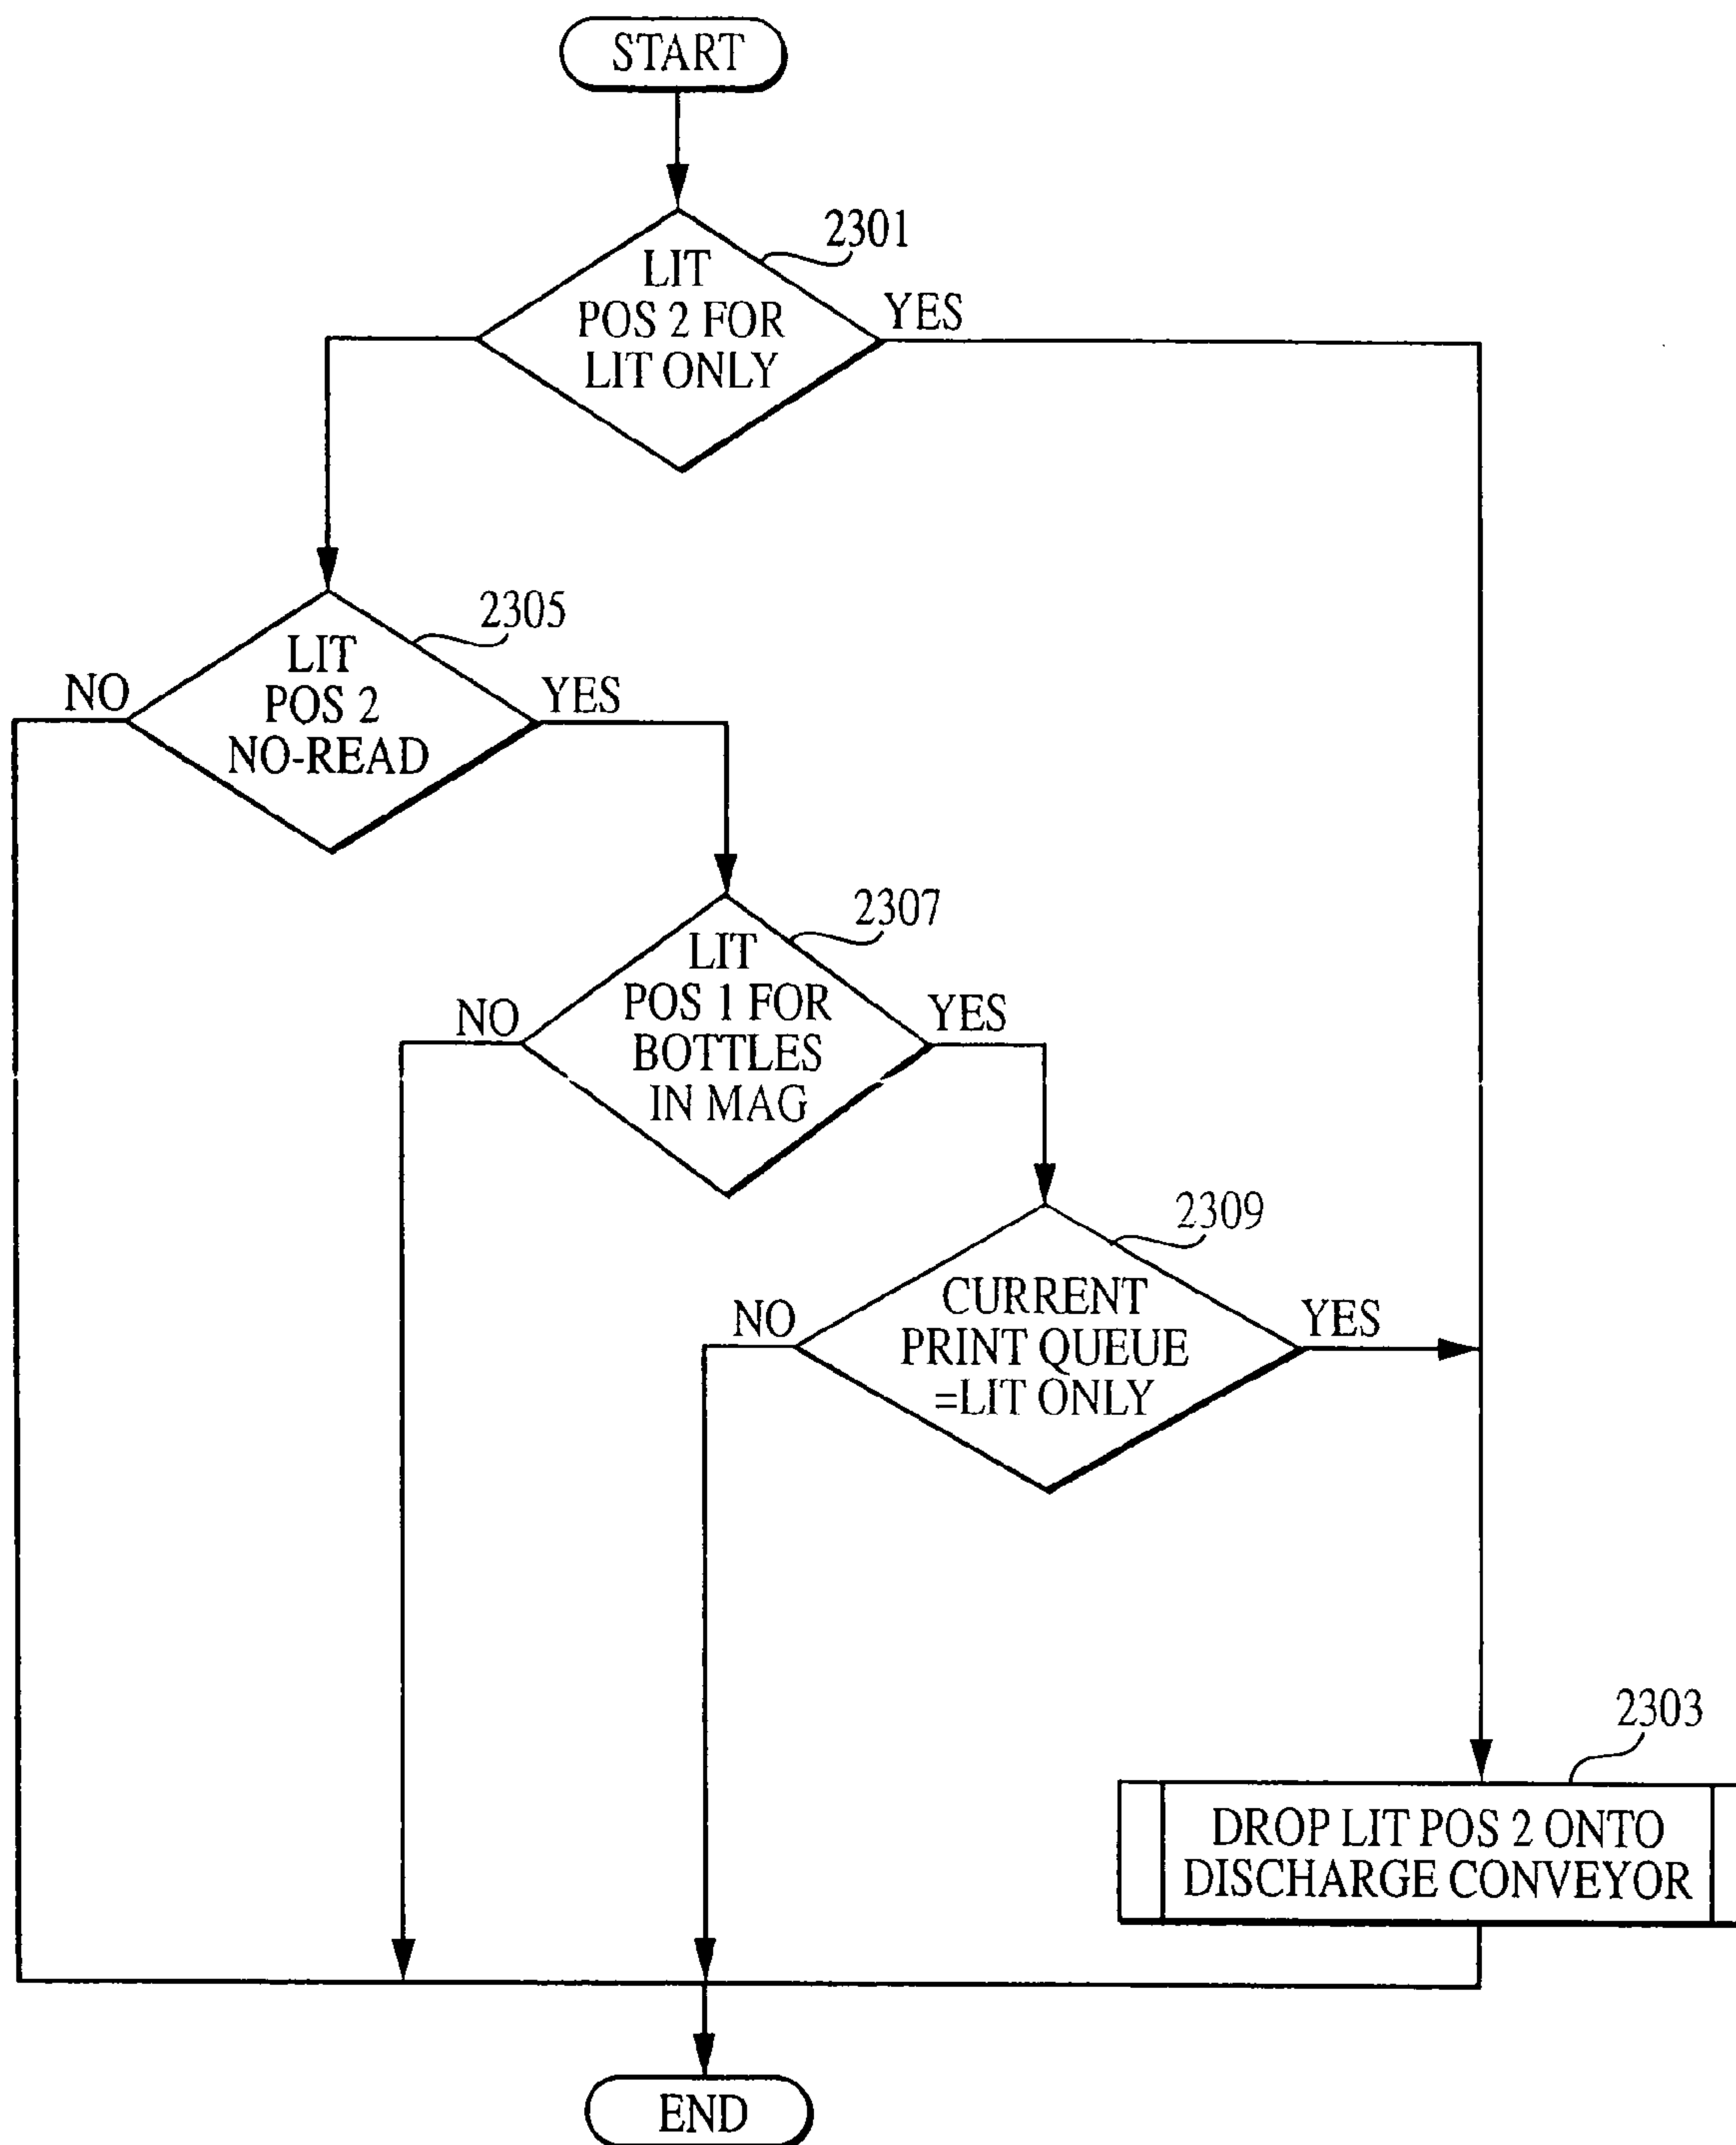 START
2301
LIT
POS 2 FOR
LIT ONLY
YES
2305
LIT
POS 2
NO-READ
NO
YES
2307
LIT
POS 1 FOR
BOTTLES
IN MAG
NO
YES
2309
CURRENT
PRINT QUEUE
=LIT ONLY
NO
YES
2303
DROP LIT POS 2 ONTO
DISCHARGE CONVEYOR
END